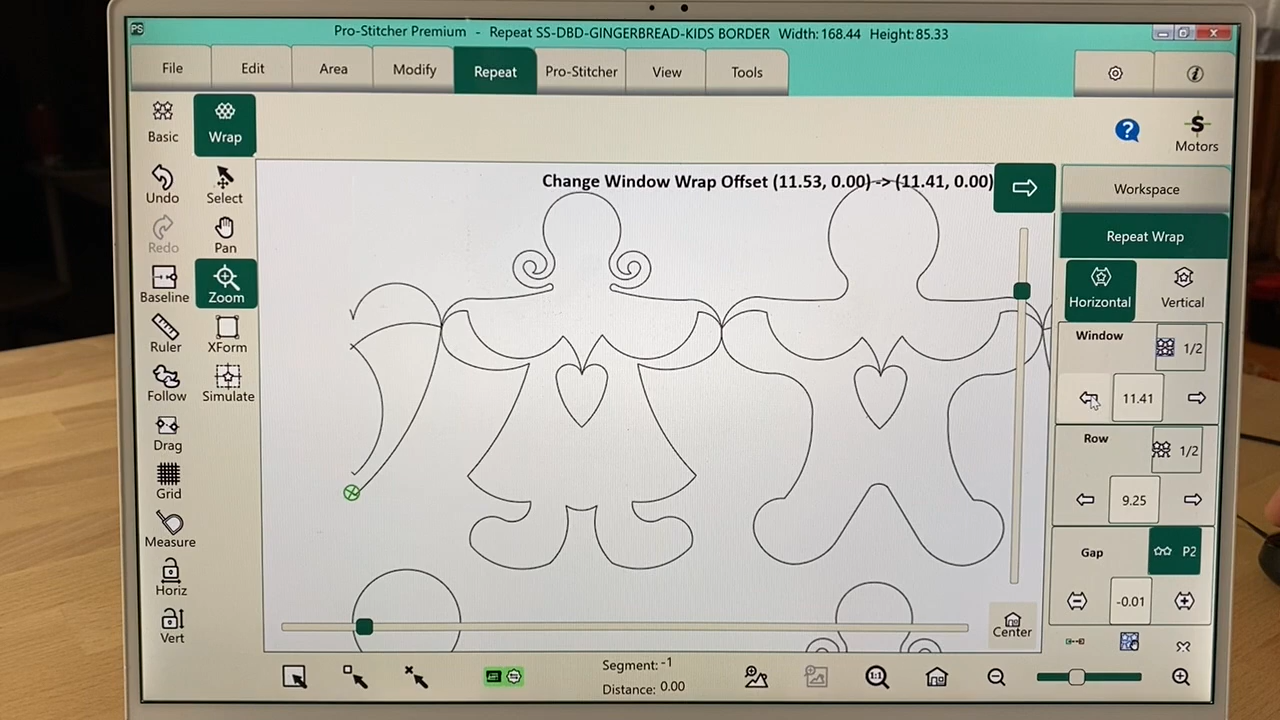 PS
Pro-Stitcher Premium - Repeat SS-DBD-GINGERBREAD-KIDS BORDER Width: 168.44 Height: 85.33
File Edit Area Modify Repeat Pro-Stitcher View Tools
Basic Wrap
Motors
Change Window Wrap Offset (11.53, 0.00) -> (11.41, 0.00)
Workspace
Undo Select
Repeat Wrap
Redo Pan
Baseline Zoom
Horizontal Vertical
Ruler XForm
Window 1/2
Follow Simulate
11.41
Drag
Row 1/2
Grid
9.25
Measure
Gap P2
Horiz
-0.01
Vert
Center
Segment: -1
Distance: 0.00
1:1